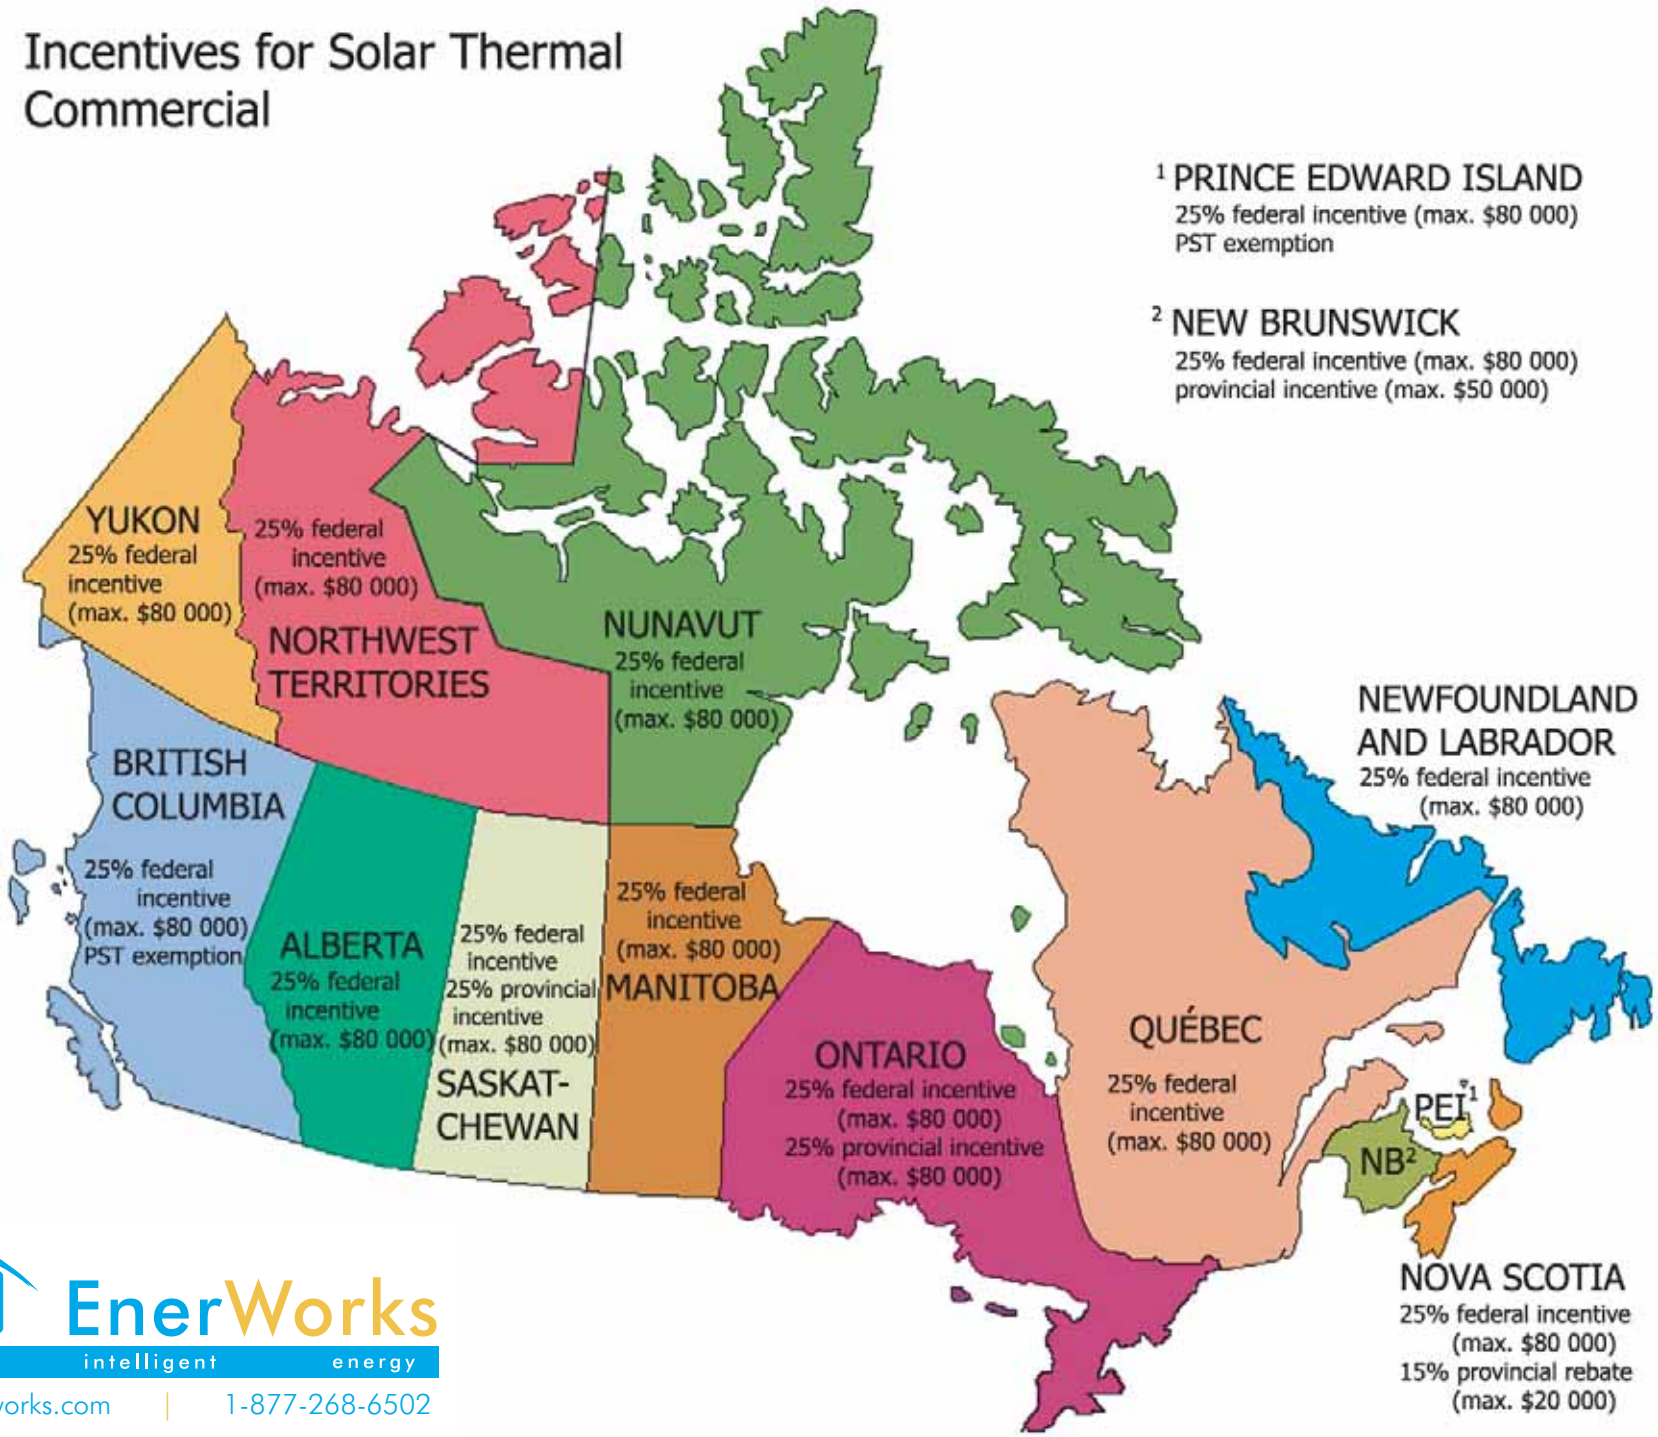 Incentives for Solar Thermal
Commercial
¹ PRINCE EDWARD ISLAND
25% federal incentive (max. $80 000)
PST exemption
² NEW BRUNSWICK
25% federal incentive (max. $80 000)
provincial incentive (max. $50 000)
YUKON
25% federal
incentive
(max. $80 000)
25% federal
incentive
(max. $80 000)
NORTHWEST
TERRITORIES
NUNAVUT
25% federal
incentive
(max. $80 000)
NEWFOUNDLAND
AND LABRADOR
25% federal incentive
(max. $80 000)
BRITISH
COLUMBIA
25% federal
incentive
(max. $80 000)
PST exemption
ALBERTA
25% federal
incentive
(max. $80 000)
25% federal
incentive
25% provincial
incentive
(max. $80 000)
SASKAT-
CHEWAN
25% federal
incentive
(max. $80 000)
MANITOBA
ONTARIO
25% federal incentive
(max. $80 000)
25% provincial incentive
(max. $80 000)
QUÉBEC
25% federal
incentive
(max. $80 000)
PEI¹
NB²
NOVA SCOTIA
25% federal incentive
(max. $80 000)
15% provincial rebate
(max. $20 000)
EnerWorks
intelligent energy
works.com | 1-877-268-6502